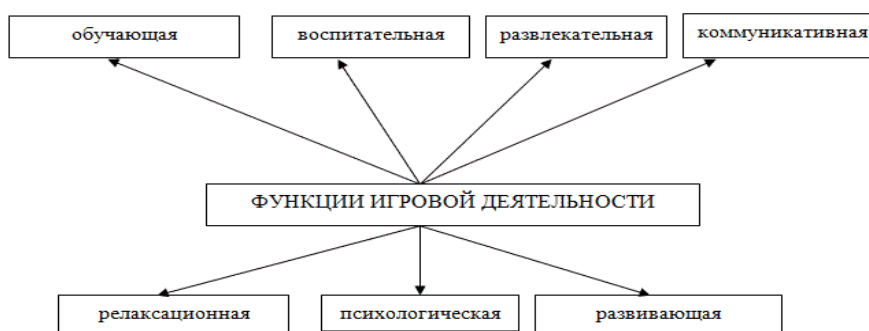 обучающая
воспитательная
развлекательная
коммуникативная
ФУНКЦИИ ИГРОВОЙ ДЕЯТЕЛЬНОСТИ
релаксационная
психологическая
развивающая